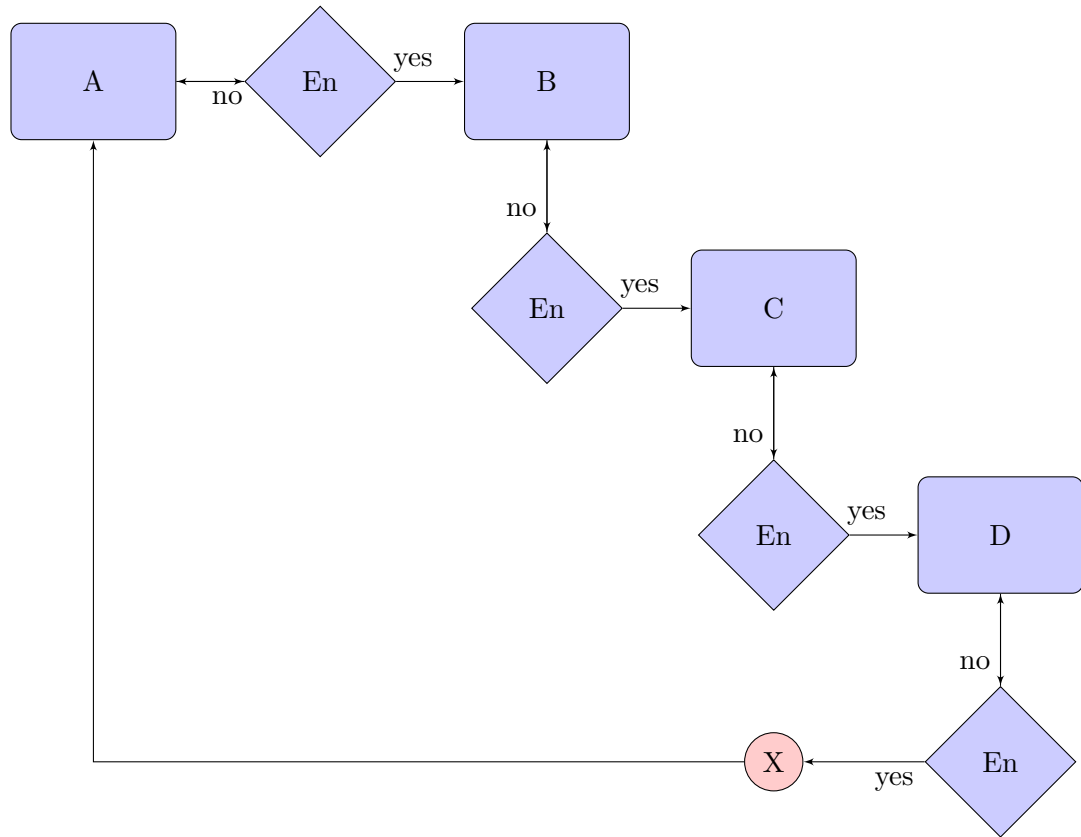 A
no
En
yes
B
no
En
yes
C
no
En
yes
D
no
En
yes
X